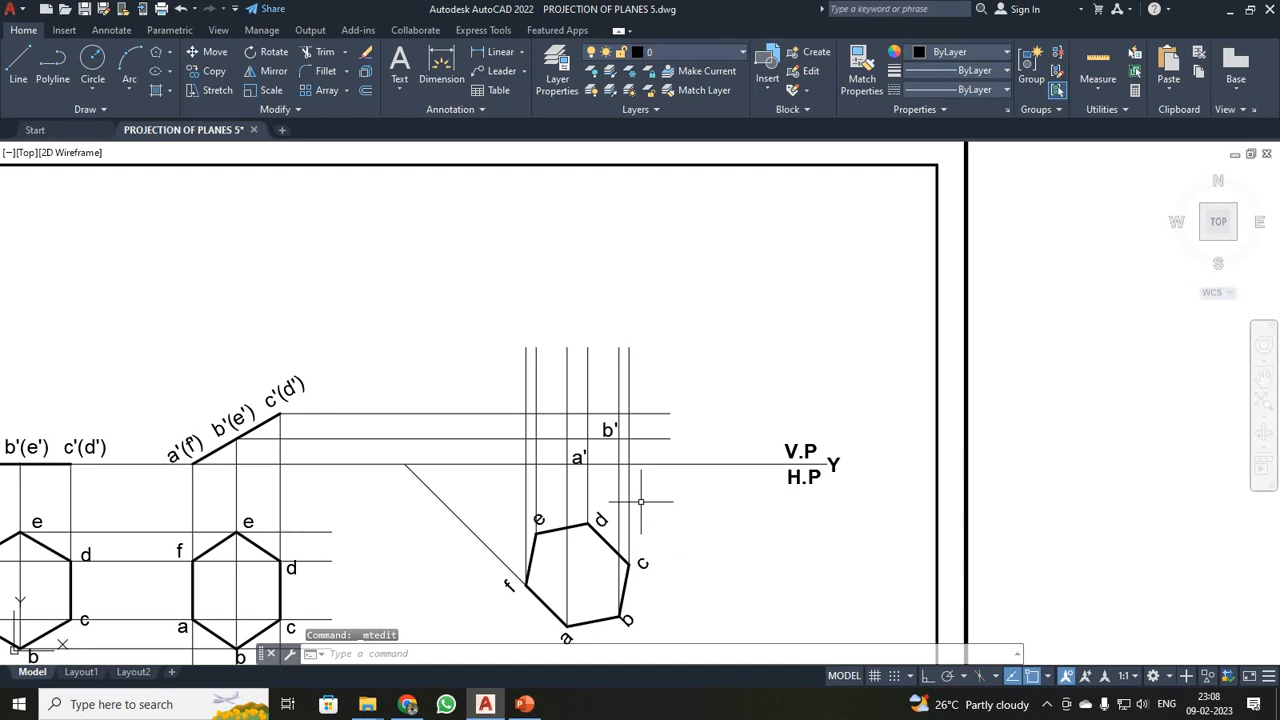 Autodesk AutoCAD 2022 PROJECTION OF PLANES 5.dwg
Share
Type a keyword or phrase
Sign In
Home Insert Annotate Parametric View Manage Output Add-ins Collaborate Express Tools Featured Apps
Line Polyline Circle Arc
Move Rotate Trim
Copy Mirror Fillet
Stretch Scale Array
Text Dimension
Linear
Leader
Table
Layer Properties
0
Make Current
Match Layer
Insert
Create
Edit
Match Properties
ByLayer
ByLayer
ByLayer
Group
Measure
Paste
Base
Draw Modify Annotation Layers Block Properties Groups Utilities Clipboard View
Start PROJECTION OF PLANES 5*
[−][Top][2D Wireframe]
N
W TOP E
S
WCS
c'(d')
b'(e')
a'(f')
b'(e') c'(d')
b'
a'
V.P
Y
H.P
e
e
e
d
f
d
d
c
f
a
c
c
b
a
b
b
Y
X
Command: _mtedit
Type a command
Model Layout1 Layout2
MODEL
1:1
Type here to search
26°C Partly cloudy
ENG
23:08
09-02-2023